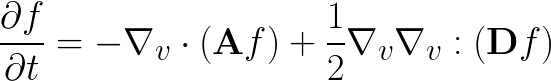 ∂f/∂t = −∇_v · (𝐀f) + 1/2 ∇_v∇_v : (𝐃f)